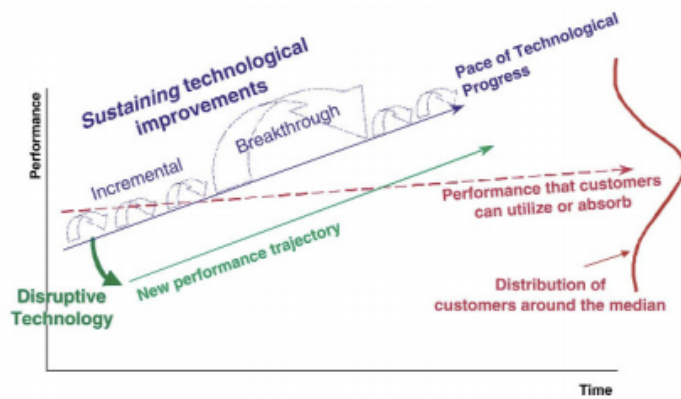 Sustaining technological
improvements
Pace of Technological
Progress
Performance
Incremental
Breakthrough
Performance that customers
can utilize or absorb
New performance trajectory
Disruptive
Technology
Distribution of
customers around the median
Time